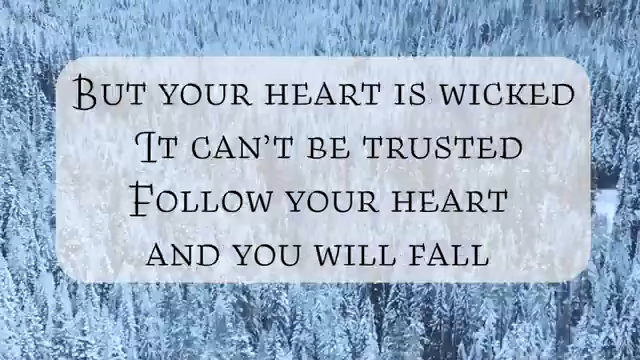 But your heart is wicked
It can't be trusted
Follow your heart
and you will fall